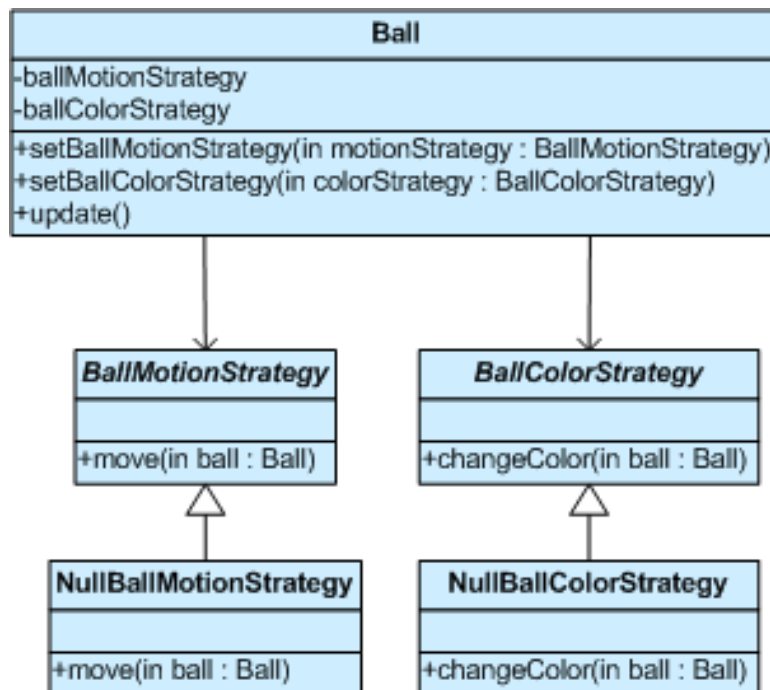 Ball
-ballMotionStrategy
-ballColorStrategy
+setBallMotionStrategy(in motionStrategy : BallMotionStrategy)
+setBallColorStrategy(in colorStrategy : BallColorStrategy)
+update()
BallMotionStrategy
+move(in ball : Ball)
BallColorStrategy
+changeColor(in ball : Ball)
NullBallMotionStrategy
+move(in ball : Ball)
NullBallColorStrategy
+changeColor(in ball : Ball)